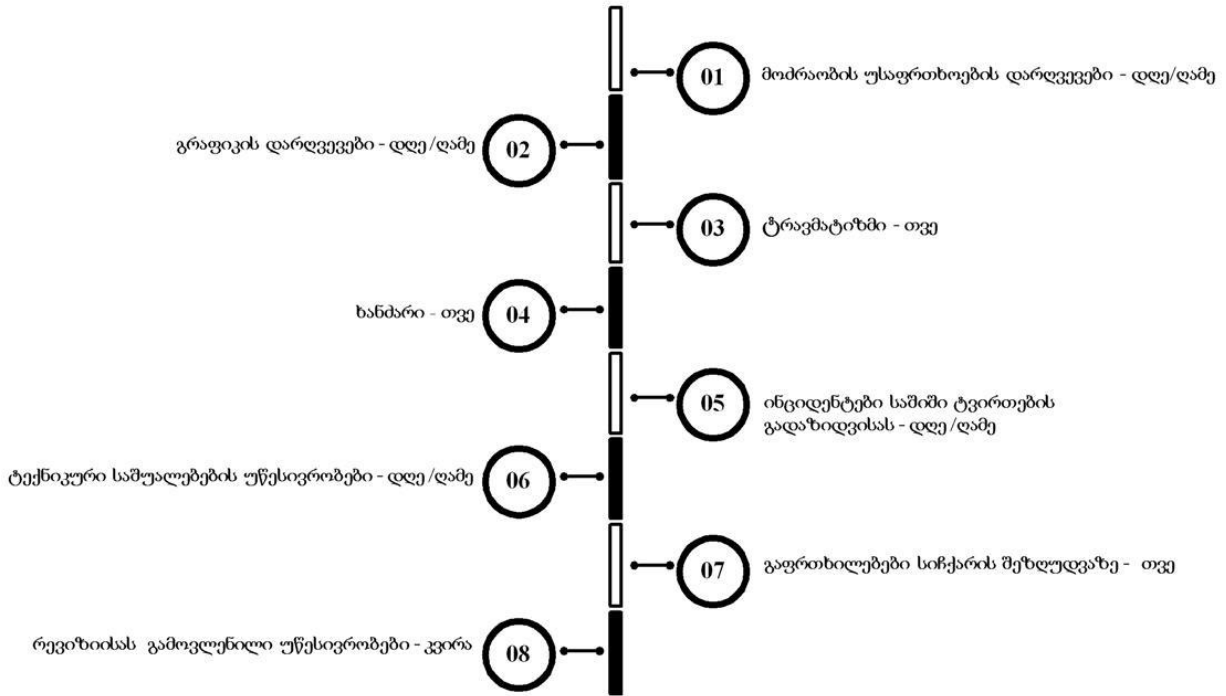 01 მოძრაობის უსაფრთხოების დარღვევები - დღე/ღამე
გრაფიკის დარღვევები - დღე/ღამე 02
03 ტრავმატიზმი - თვე
ხანძარი - თვე 04
05 ინციდენტები საშიში ტვირთების
გადაზიდვისას - დღე/ღამე
ტექნიკური საშუალებების უწესივრობები - დღე/ღამე 06
07 გაფრთხილებები სიჩქარის შეზღუდვაზე - თვე
რევიზიისას გამოვლენილი უწესივრობები - კვირა 08